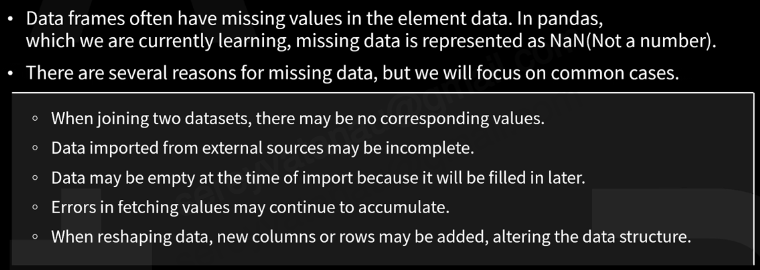 • Data frames often have missing values in the element data. In pandas,
which we are currently learning, missing data is represented as NaN(Not a number).
• There are several reasons for missing data, but we will focus on common cases.
◦ When joining two datasets, there may be no corresponding values.
◦ Data imported from external sources may be incomplete.
◦ Data may be empty at the time of import because it will be filled in later.
◦ Errors in fetching values may continue to accumulate.
◦ When reshaping data, new columns or rows may be added, altering the data structure.